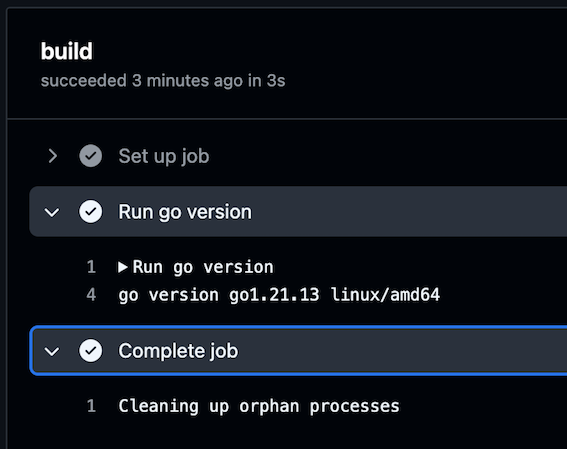 build
succeeded 3 minutes ago in 3s
Set up job
Run go version
1 ▶Run go version
4 go version go1.21.13 linux/amd64
Complete job
1 Cleaning up orphan processes